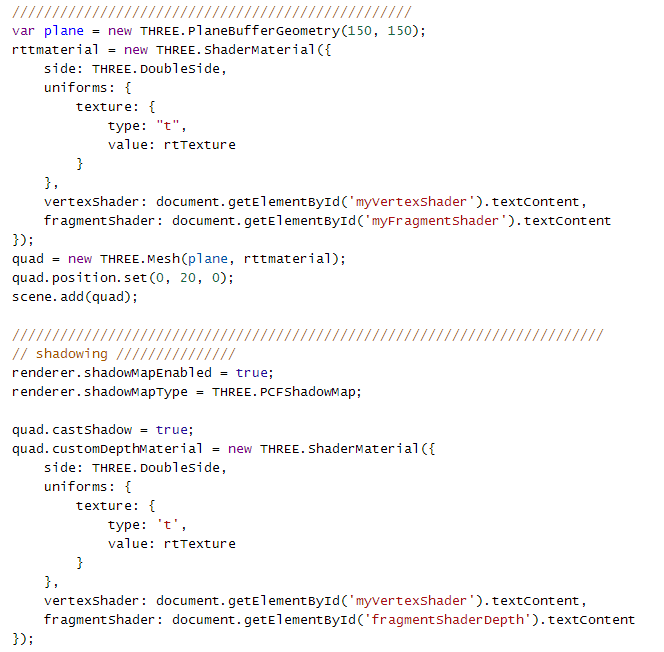 //////////////////////////////////////////////////
var plane = new THREE.PlaneBufferGeometry(150, 150);
rttmaterial = new THREE.ShaderMaterial({
    side: THREE.DoubleSide,
    uniforms: {
        texture: {
            type: "t",
            value: rtTexture
        }
    },
    vertexShader: document.getElementById('myVertexShader').textContent,
    fragmentShader: document.getElementById('myFragmentShader').textContent
});
quad = new THREE.Mesh(plane, rttmaterial);
quad.position.set(0, 20, 0);
scene.add(quad);

//////////////////////////////////////////////////////////////////////////
// shadowing ///////////////
renderer.shadowMapEnabled = true;
renderer.shadowMapType = THREE.PCFShadowMap;

quad.castShadow = true;
quad.customDepthMaterial = new THREE.ShaderMaterial({
    side: THREE.DoubleSide,
    uniforms: {
        texture: {
            type: 't',
            value: rtTexture
        }
    },
    vertexShader: document.getElementById('myVertexShader').textContent,
    fragmentShader: document.getElementById('fragmentShaderDepth').textContent
});